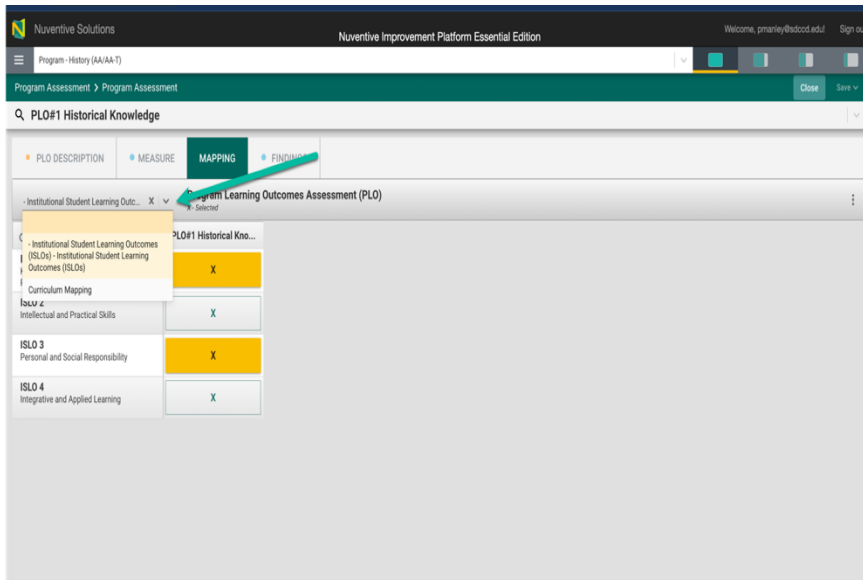 Nuventive Solutions
Nuventive Improvement Platform Essential Edition
Welcome, pmanley@sdccd.edu!
Sign ou
Program - History (AA/AA-T)
Program Assessment > Program Assessment
Close
Save
PLO#1 Historical Knowledge
PLO DESCRIPTION
MEASURE
MAPPING
FINDINGS
- Institutional Student Learning Outc... X
Program Learning Outcomes Assessment (PLO)
X - Selected
PLO#1 Historical Kno...
- Institutional Student Learning Outcomes
(ISLOs) - Institutional Student Learning
Outcomes (ISLOs)
Curriculum Mapping
X
ISLO 2
Intellectual and Practical Skills
X
ISLO 3
Personal and Social Responsibility
X
ISLO 4
Integrative and Applied Learning
X